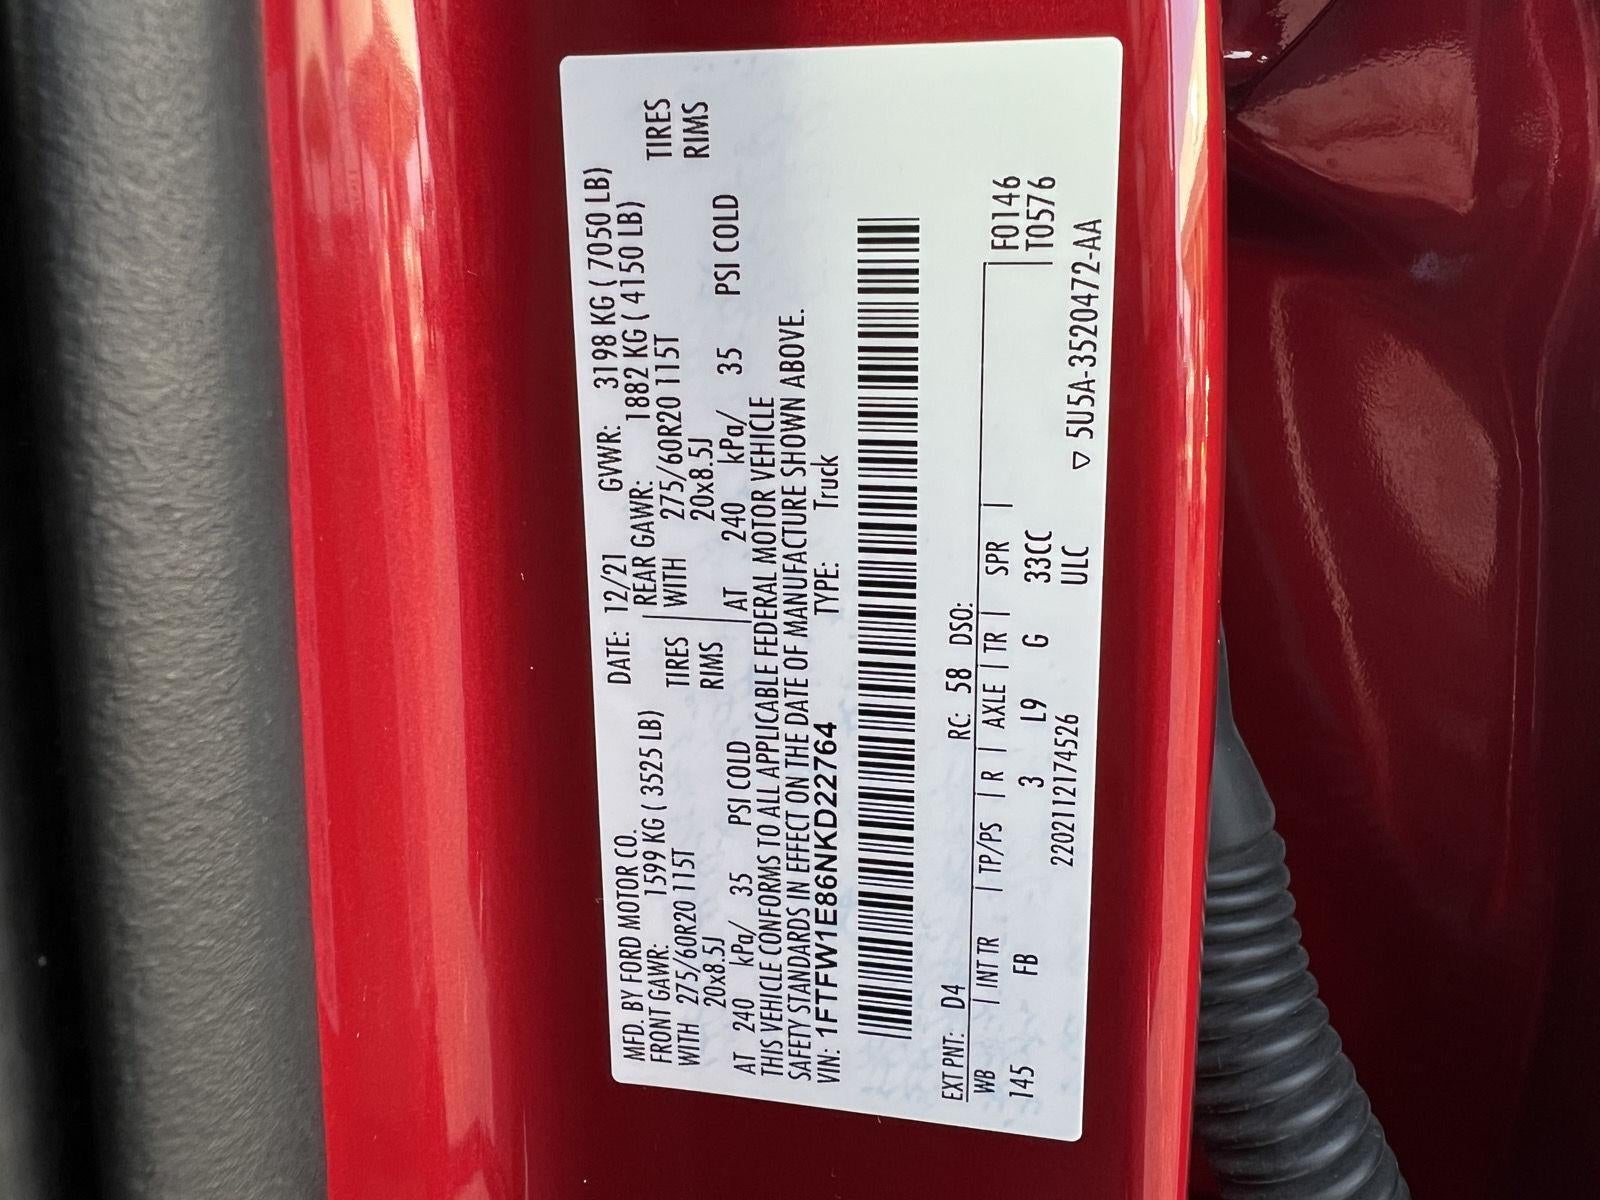 MFD. BY FORD MOTOR CO. DATE: 12/21 GVWR: 3198 KG ( 7050 LB)
FRONT GAWR: 1599 KG ( 3525 LB) REAR GAWR: 1882 KG ( 4150 LB)
WITH 275/60R20 115T TIRES WITH 275/60R20 115T TIRES
20x8.5J RIMS 20x8.5J RIMS
AT 240 kPa/ 35 PSI COLD AT 240 kPa/ 35 PSI COLD
THIS VEHICLE CONFORMS TO ALL APPLICABLE FEDERAL MOTOR VEHICLE
SAFETY STANDARDS IN EFFECT ON THE DATE OF MANUFACTURE SHOWN ABOVE.
VIN: 1FTFW1E86NKD22764 TYPE: Truck
EXT PNT: D4 RC: 58 DSO:
WB | INT TR | TP/PS | R | AXLE | TR | SPR | F0146
145 FB 3 L9 G 33CC T0576
22021121174526 ULC
▽ 5U5A-3520472-AA